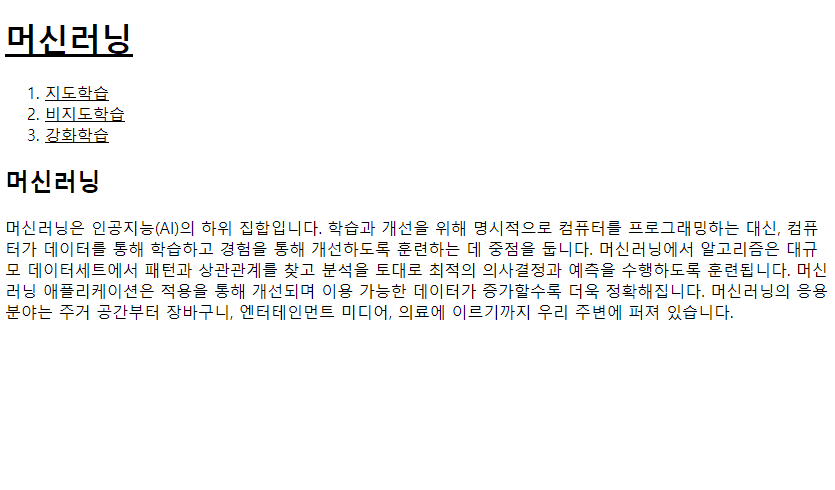 머신러닝
1. 지도학습
2. 비지도학습
3. 강화학습
머신러닝
머신러닝은 인공지능(AI)의 하위 집합입니다. 학습과 개선을 위해 명시적으로 컴퓨터를 프로그래밍하는 대신, 컴퓨
터가 데이터를 통해 학습하고 경험을 통해 개선하도록 훈련하는 데 중점을 둡니다. 머신러닝에서 알고리즘은 대규
모 데이터세트에서 패턴과 상관관계를 찾고 분석을 토대로 최적의 의사결정과 예측을 수행하도록 훈련됩니다. 머신
러닝 애플리케이션은 적용을 통해 개선되며 이용 가능한 데이터가 증가할수록 더욱 정확해집니다. 머신러닝의 응용
분야는 주거 공간부터 장바구니, 엔터테인먼트 미디어, 의료에 이르기까지 우리 주변에 퍼져 있습니다.